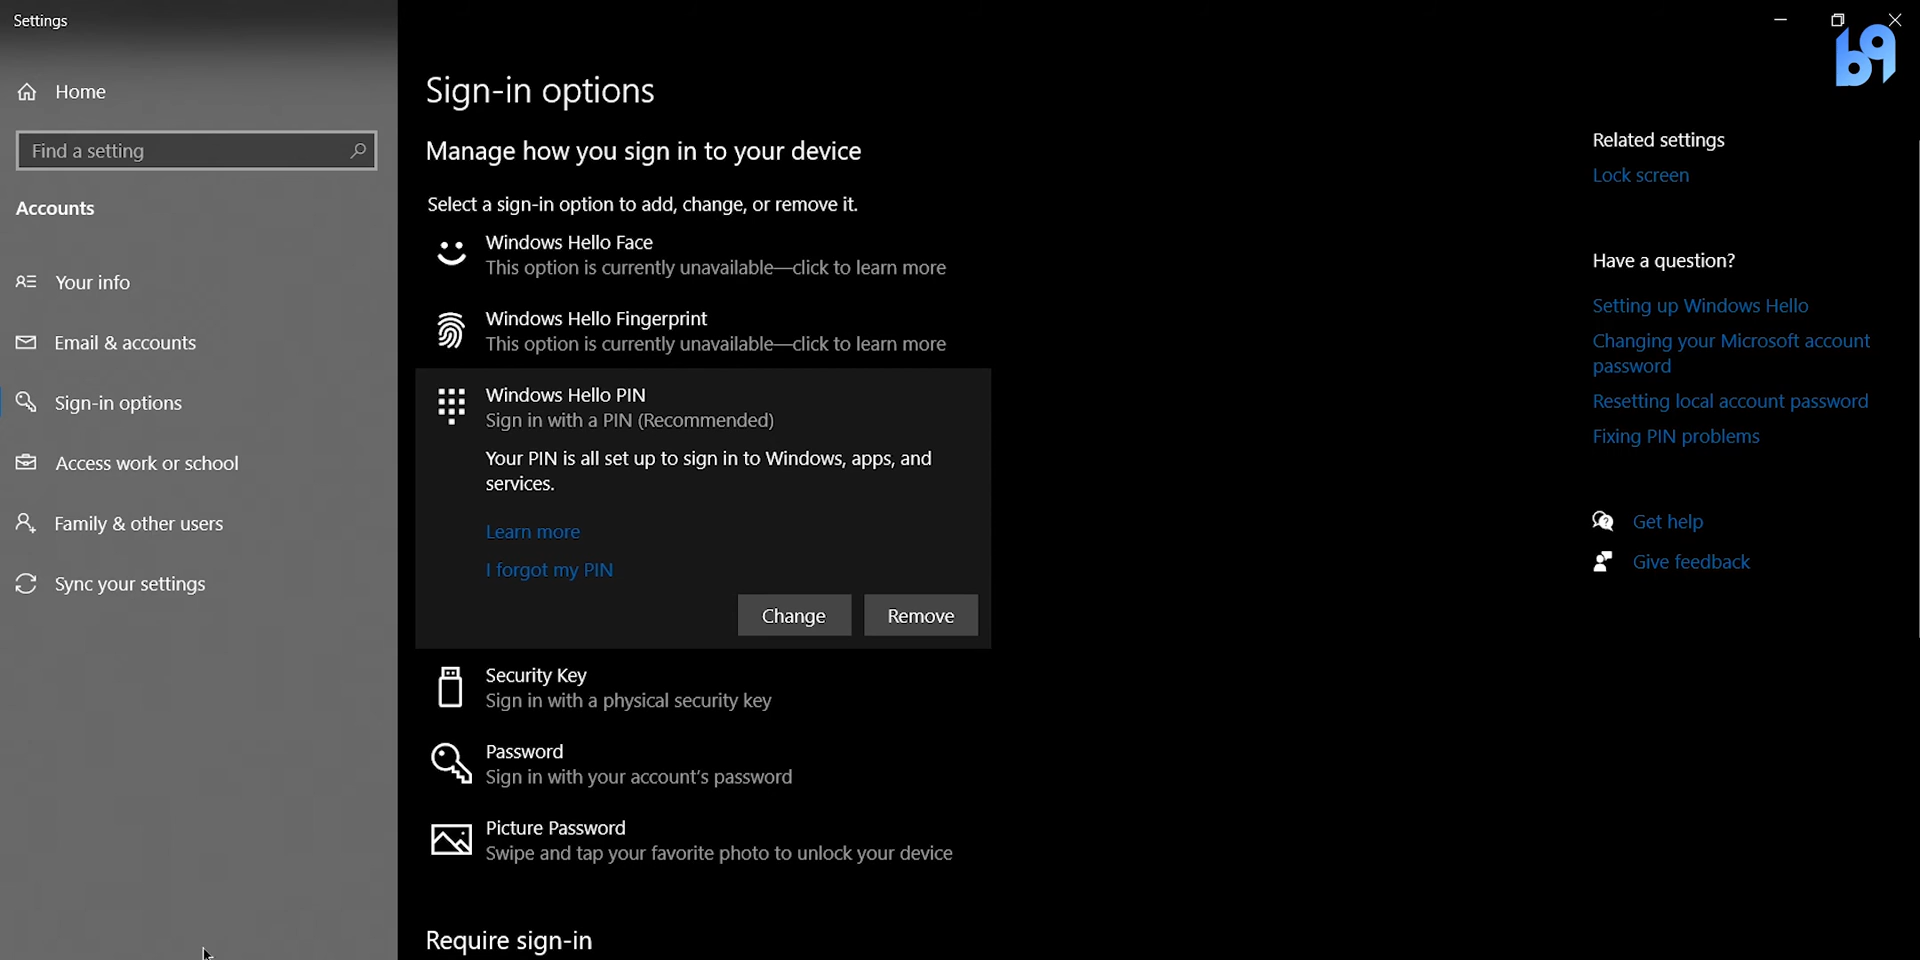 Settings
Home
Find a setting
Accounts
Your info
Email & accounts
Sign-in options
Access work or school
Family & other users
Sync your settings
Sign-in options
Manage how you sign in to your device
Select a sign-in option to add, change, or remove it.
Windows Hello Face
This option is currently unavailable—click to learn more
Windows Hello Fingerprint
This option is currently unavailable—click to learn more
Windows Hello PIN
Sign in with a PIN (Recommended)
Your PIN is all set up to sign in to Windows, apps, and
services.
Learn more
I forgot my PIN
Change Remove
Security Key
Sign in with a physical security key
Password
Sign in with your account's password
Picture Password
Swipe and tap your favorite photo to unlock your device
Require sign-in
b9
Related settings
Lock screen
Have a question?
Setting up Windows Hello
Changing your Microsoft account
password
Resetting local account password
Fixing PIN problems
Get help
Give feedback